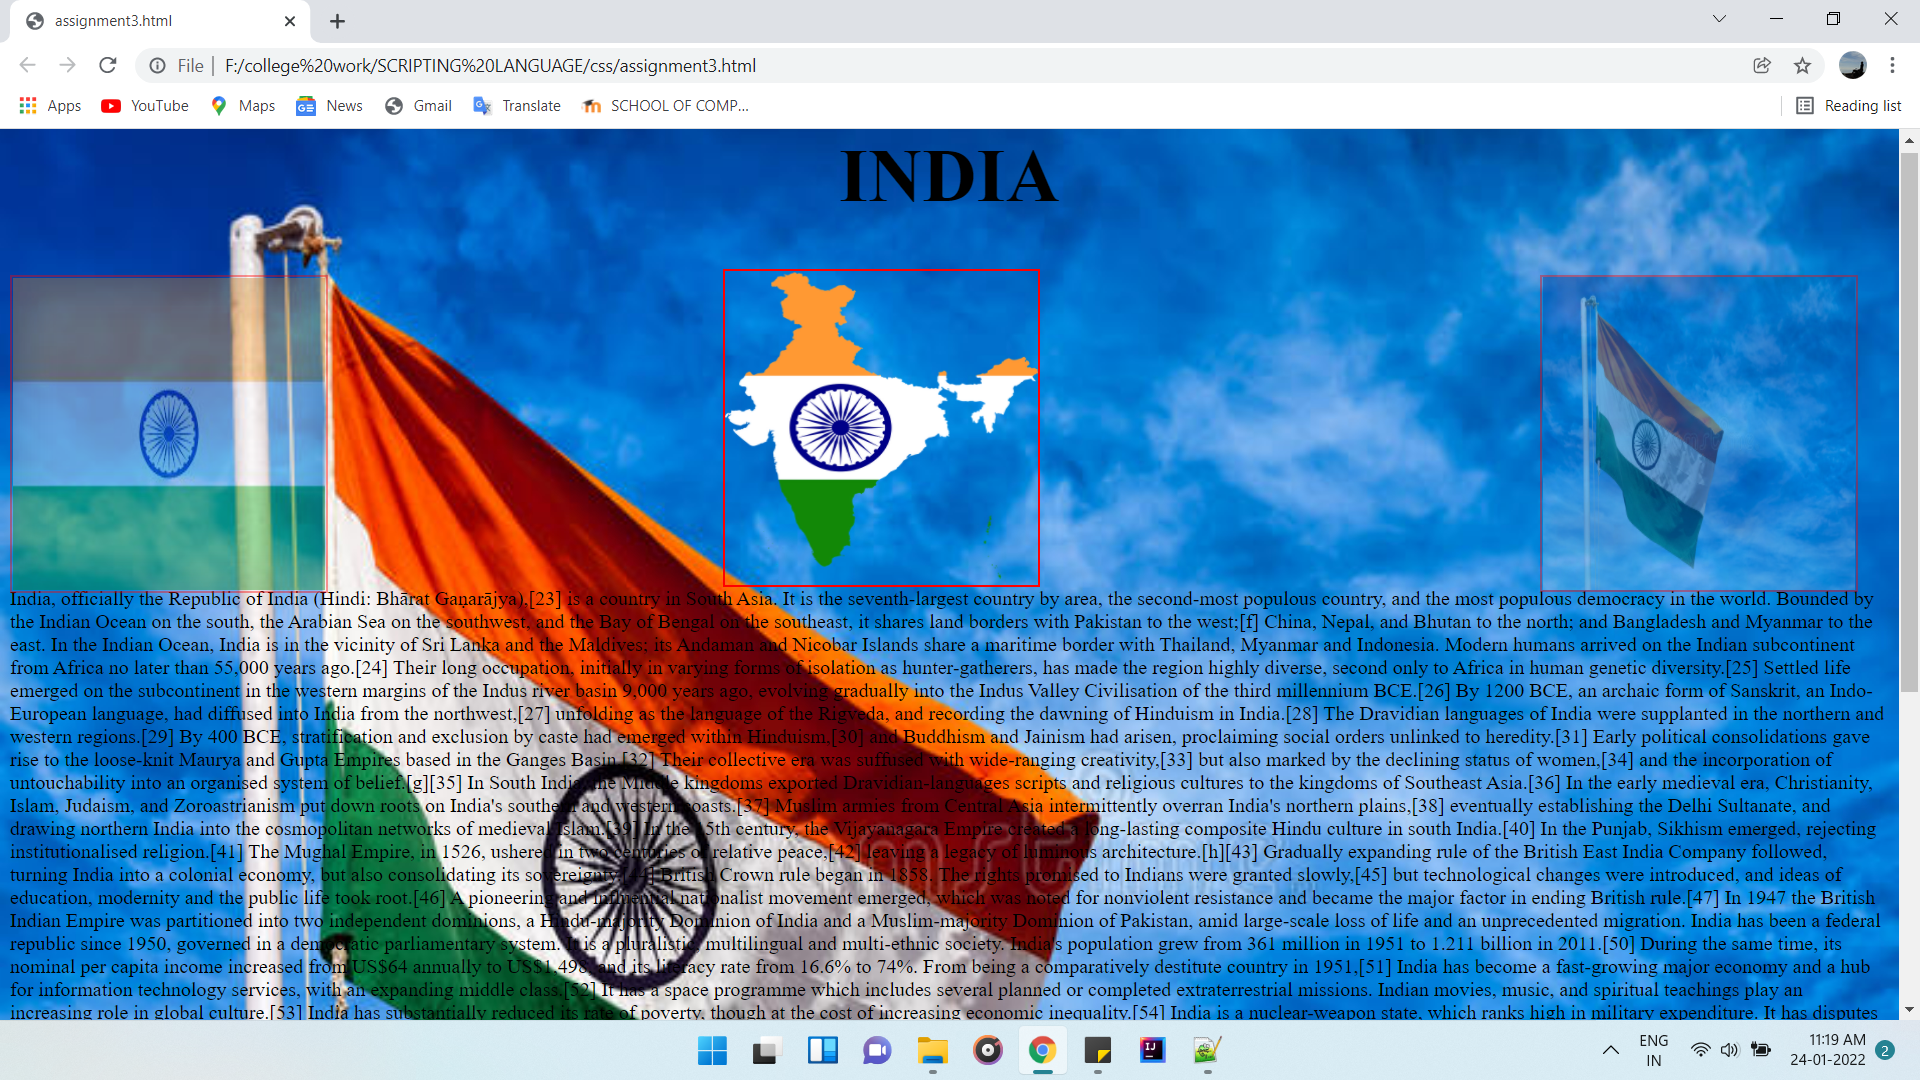 assignment3.html
File | F:/college%20work/SCRIPTING%20LANGUAGE/css/assignment3.html
Apps YouTube Maps News Gmail Translate SCHOOL OF COMP... Reading list
INDIA
India, officially the Republic of India (Hindi: Bhārat Gaṇarājya),[23] is a country in South Asia. It is the seventh-largest country by area, the second-most populous country, and the most populous democracy in the world. Bounded by
the Indian Ocean on the south, the Arabian Sea on the southwest, and the Bay of Bengal on the southeast, it shares land borders with Pakistan to the west;[f] China, Nepal, and Bhutan to the north; and Bangladesh and Myanmar to the
east. In the Indian Ocean, India is in the vicinity of Sri Lanka and the Maldives; its Andaman and Nicobar Islands share a maritime border with Thailand, Myanmar and Indonesia. Modern humans arrived on the Indian subcontinent
from Africa no later than 55,000 years ago.[24] Their long occupation, initially in varying forms of isolation as hunter-gatherers, has made the region highly diverse, second only to Africa in human genetic diversity.[25] Settled life
emerged on the subcontinent in the western margins of the Indus river basin 9,000 years ago, evolving gradually into the Indus Valley Civilisation of the third millennium BCE.[26] By 1200 BCE, an archaic form of Sanskrit, an Indo-
European language, had diffused into India from the northwest,[27] unfolding as the language of the Rigveda, and recording the dawning of Hinduism in India.[28] The Dravidian languages of India were supplanted in the northern and
western regions.[29] By 400 BCE, stratification and exclusion by caste had emerged within Hinduism,[30] and Buddhism and Jainism had arisen, proclaiming social orders unlinked to heredity.[31] Early political consolidations gave
rise to the loose-knit Maurya and Gupta Empires based in the Ganges Basin.[32] Their collective era was suffused with wide-ranging creativity,[33] but also marked by the declining status of women,[34] and the incorporation of
untouchability into an organised system of belief.[g][35] In South India, the Middle kingdoms exported Dravidian-languages scripts and religious cultures to the kingdoms of Southeast Asia.[36] In the early medieval era, Christianity,
Islam, Judaism, and Zoroastrianism put down roots on India's southern and western coasts.[37] Muslim armies from Central Asia intermittently overran India's northern plains,[38] eventually establishing the Delhi Sultanate, and
drawing northern India into the cosmopolitan networks of medieval Islam.[39] In the 15th century, the Vijayanagara Empire created a long-lasting composite Hindu culture in south India.[40] In the Punjab, Sikhism emerged, rejecting
institutionalised religion.[41] The Mughal Empire, in 1526, ushered in two centuries of relative peace,[42] leaving a legacy of luminous architecture.[h][43] Gradually expanding rule of the British East India Company followed,
turning India into a colonial economy, but also consolidating its sovereignty.[44] British Crown rule began in 1858. The rights promised to Indians were granted slowly,[45] but technological changes were introduced, and ideas of
education, modernity and the public life took root.[46] A pioneering and influential nationalist movement emerged, which was noted for nonviolent resistance and became the major factor in ending British rule.[47] In 1947 the British
Indian Empire was partitioned into two independent dominions, a Hindu-majority Dominion of India and a Muslim-majority Dominion of Pakistan, amid large-scale loss of life and an unprecedented migration. India has been a federal
republic since 1950, governed in a democratic parliamentary system. It is a pluralistic, multilingual and multi-ethnic society. India's population grew from 361 million in 1951 to 1.211 billion in 2011.[50] During the same time, its
nominal per capita income increased from US$64 annually to US$1,498, and its literacy rate from 16.6% to 74%. From being a comparatively destitute country in 1951,[51] India has become a fast-growing major economy and a hub
for information technology services, with an expanding middle class.[52] It has a space programme which includes several planned or completed extraterrestrial missions. Indian movies, music, and spiritual teachings play an
increasing role in global culture.[53] India has substantially reduced its rate of poverty, though at the cost of increasing economic inequality.[54] India is a nuclear-weapon state, which ranks high in military expenditure. It has disputes
ENG
IN
11:19 AM
24-01-2022
2